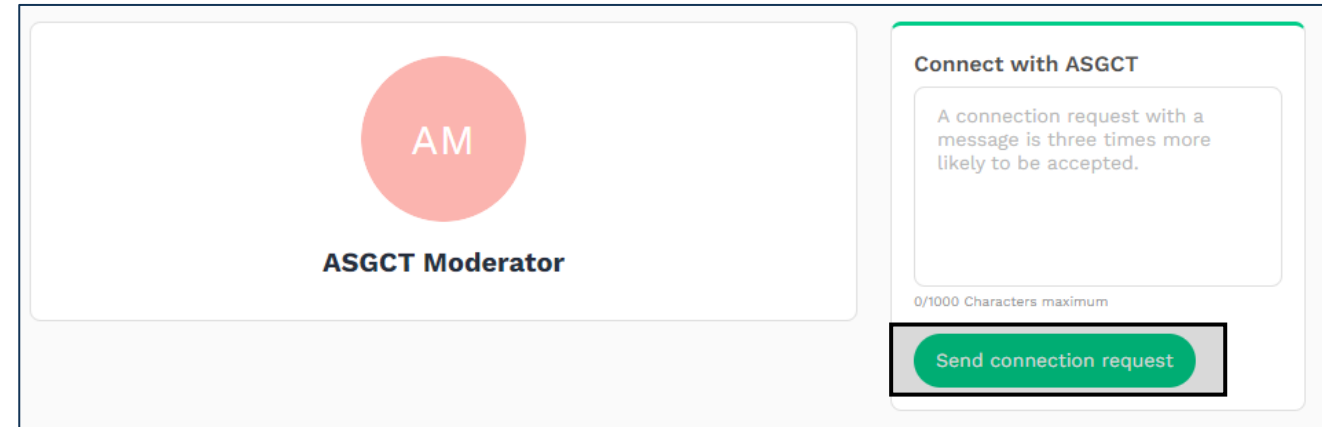 AM
ASGCT Moderator
Connect with ASGCT
A connection request with a
message is three times more
likely to be accepted.
0/1000 Characters maximum
Send connection request